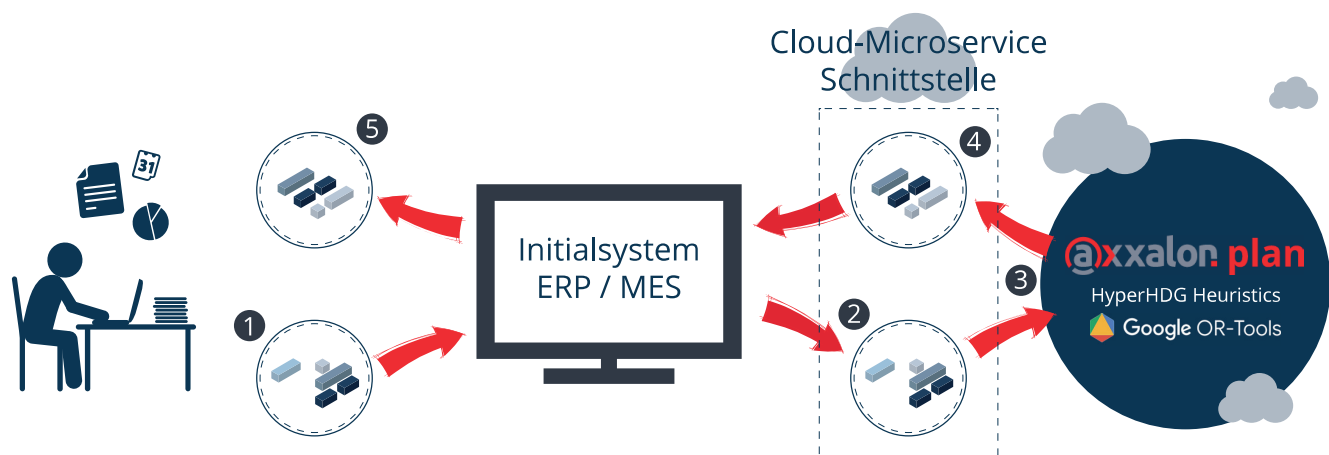 Cloud-Microservice
Schnittstelle
5
4
31
Initialsystem
ERP / MES
@xxalon. plan
3
HyperHDG Heuristics
Google OR-Tools
1
2